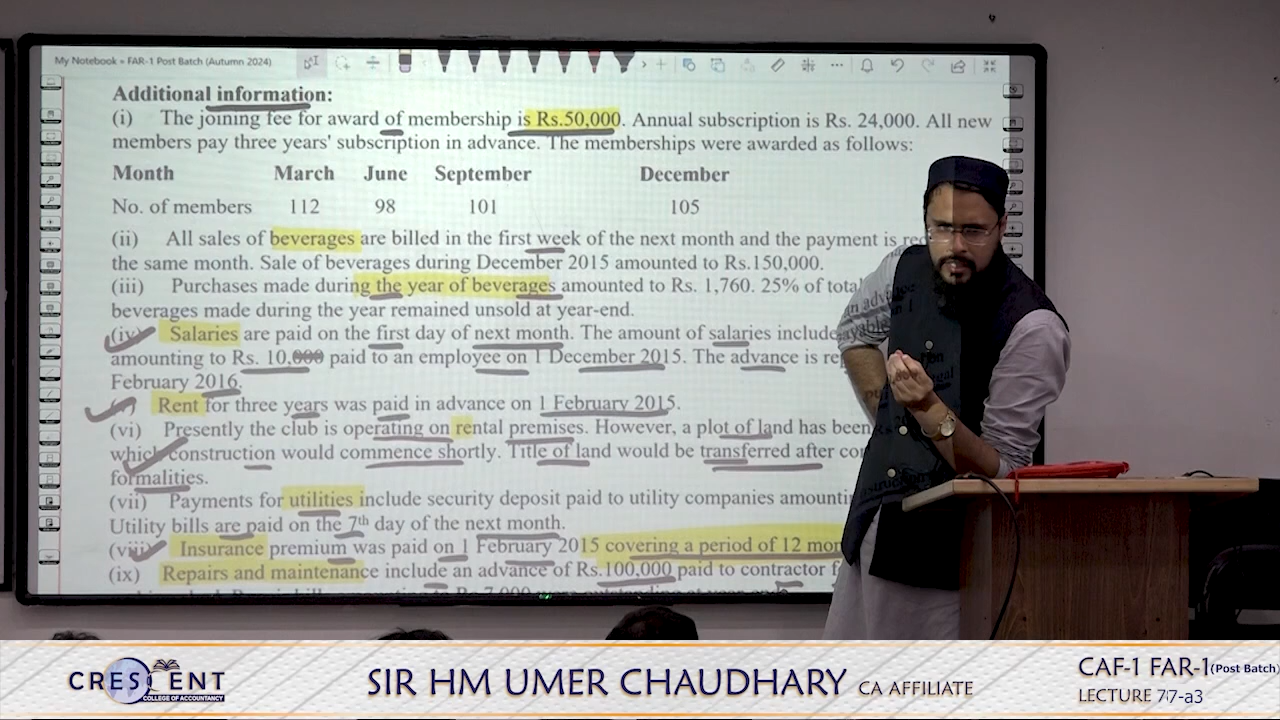 My Notebook » FAR-1 Post Batch (Autumn 2024)
Additional information:
(i) The joining fee for award of membership is Rs.50,000. Annual subscription is Rs. 24,000. All new
members pay three years' subscription in advance. The memberships were awarded as follows:
Month March June September December
No. of members 112 98 101 105
(ii) All sales of beverages are billed in the first week of the next month and the payment is rec
the same month. Sale of beverages during December 2015 amounted to Rs.150,000.
(iii) Purchases made during the year of beverages amounted to Rs. 1,760. 25% of total
beverages made during the year remained unsold at year-end.
(iv) Salaries are paid on the first day of next month. The amount of salaries include
amounting to Rs. 10,000 paid to an employee on 1 December 2015. The advance is re
February 2016.
Rent for three years was paid in advance on 1 February 2015.
(vi) Presently the club is operating on rental premises. However, a plot of land has been
which construction would commence shortly. Title of land would be transferred after co
formalities.
(vii) Payments for utilities include security deposit paid to utility companies amounti
Utility bills are paid on the 7th day of the next month.
(viii) Insurance premium was paid on 1 February 2015 covering a period of 12 mon
(ix) Repairs and maintenance include an advance of Rs.100,000 paid to contractor f
CRESCENT
COLLEGE OF ACCOUNTANCY
SIR HM UMER CHAUDHARY CA AFFILIATE
CAF-1 FAR-1 (Post Batch)
LECTURE 77-a3